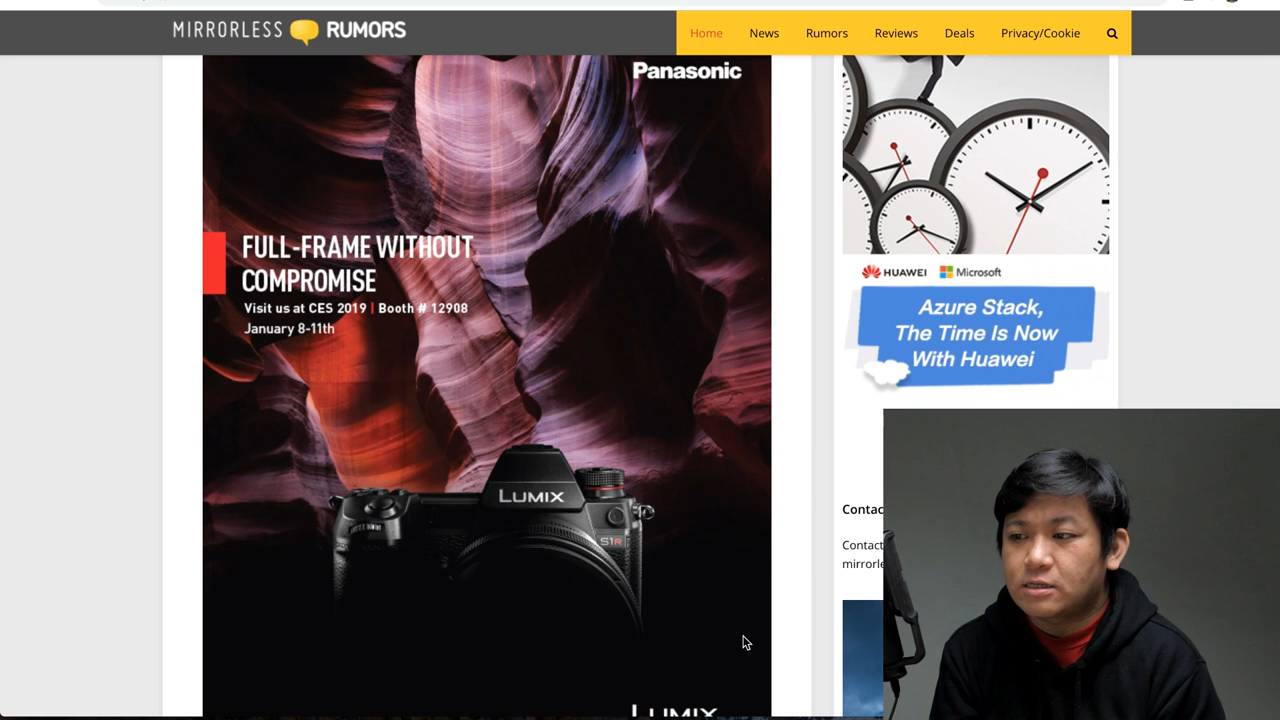 MIRRORLESS RUMORS
Home News Rumors Reviews Deals Privacy/Cookie
Panasonic
FULL-FRAME WITHOUT
COMPROMISE
Visit us at CES 2019 | Booth # 12908
January 8-11th
LUMIX
S1R
LUMIX
HUAWEI Microsoft
Azure Stack,
The Time Is Now
With Huawei
Contac
Contact
mirrorle